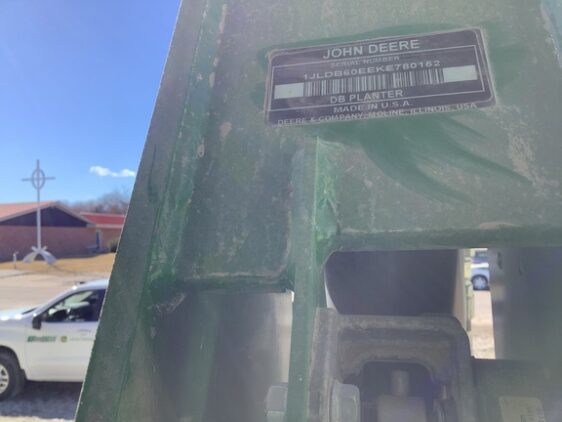 JOHN DEERE
SERIAL NUMBER
1JLDB60EEKE780162
DB PLANTER
MADE IN U.S.A.
DEERE & COMPANY, MOLINE, ILLINOIS, USA